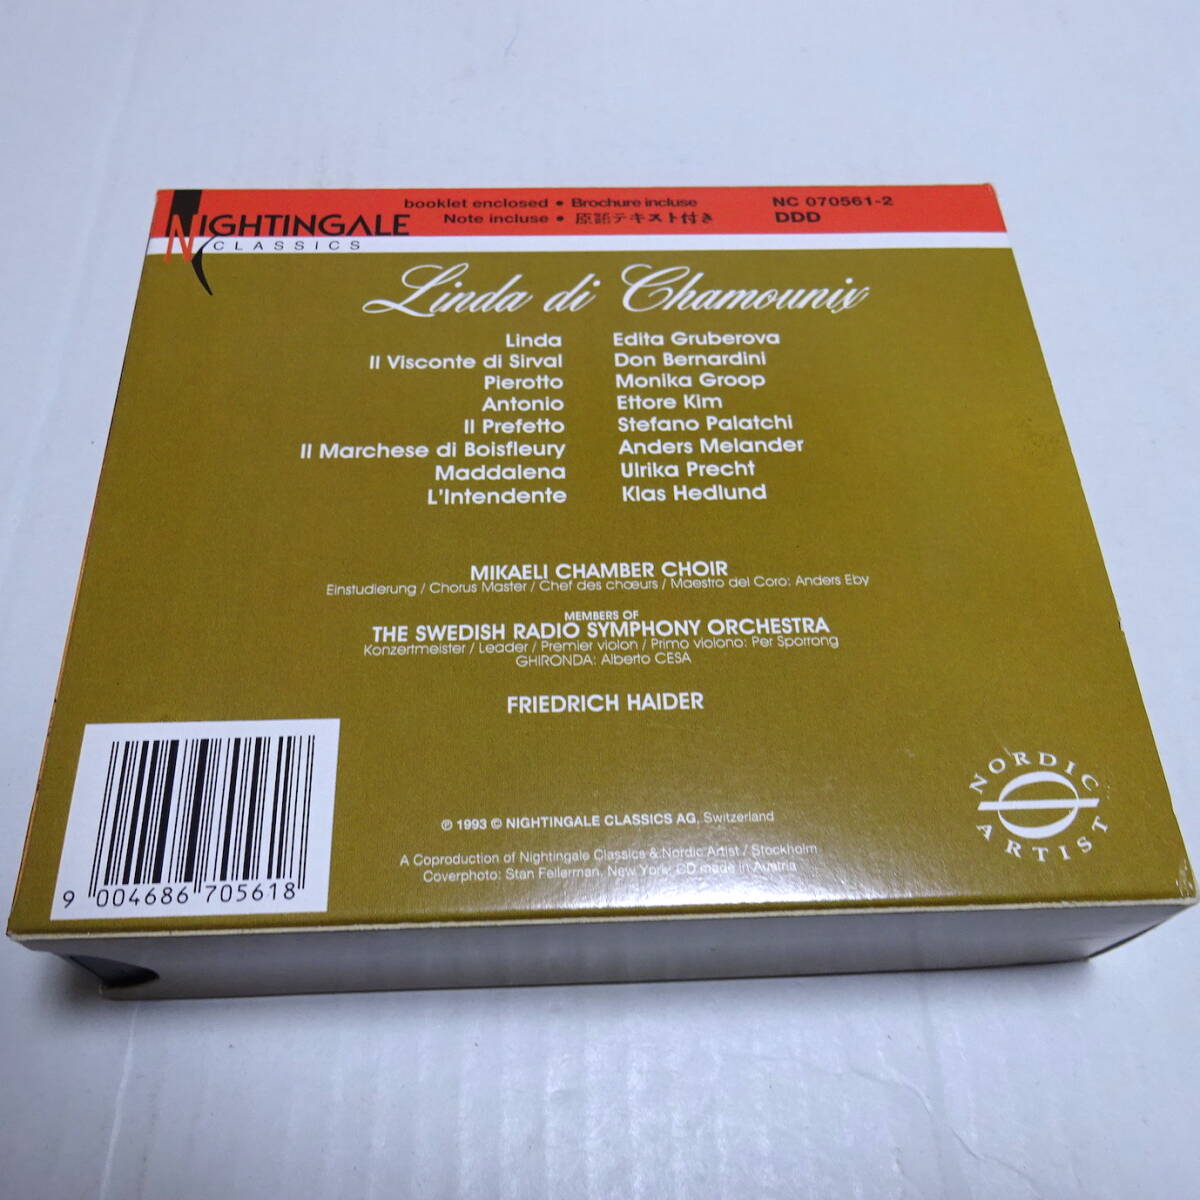 NIGHTINGALE
CLASSICS
booklet enclosed • Brochure incluse
Note incluse • 原語テキスト付き
NC 070561-2
DDD
Linda di Chamounix
Linda Edita Gruberova
Il Visconte di Sirval Don Bernardini
Pierotto Monika Groop
Antonio Ettore Kim
Il Prefetto Stefano Palatchi
Il Marchese di Boisfleury Anders Melander
Maddalena Ulrika Precht
L'Intendente Klas Hedlund
MIKAELI CHAMBER CHOIR
Einstudierung / Chorus Master / Chef des chœurs / Maestro del Coro: Anders Eby
MEMBERS OF
THE SWEDISH RADIO SYMPHONY ORCHESTRA
Konzertmeister / Leader / Premier violon / Primo violono: Per Sporrong
GHIRONDA: Alberto CESA
FRIEDRICH HAIDER
℗ 1993 © NIGHTINGALE CLASSICS AG, Switzerland
A Coproduction of Nightingale Classics & Nordic Artist / Stockholm
Coverphoto: Stan Fellerman, New York CD made in Austria
NORDIC
ARTIST
9 004686 705618